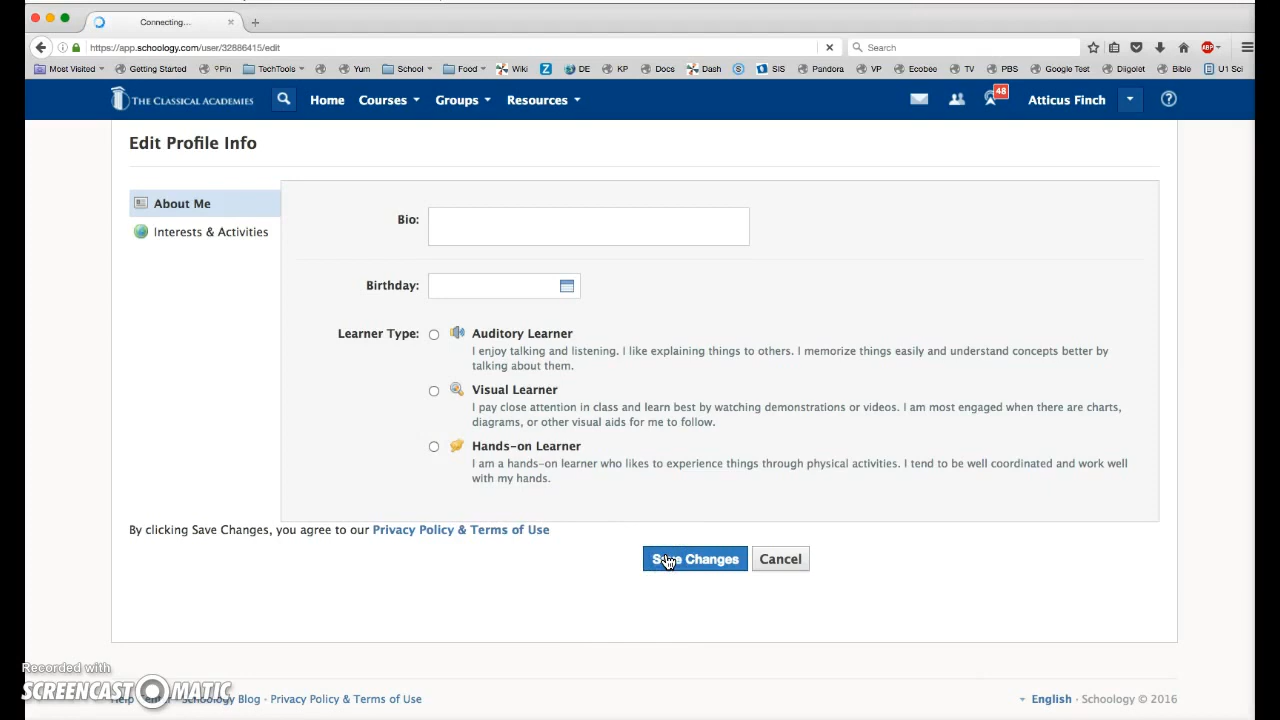 Connecting...
https://app.schoology.com/user/32886415/edit
Search
Most Visited Getting Started ?Pin TechTools Yum School Food Wiki Z DE KP Docs Dash S SIS Pandora VP Ecobee TV PBS Google Test Diigolet Bible U1 Sci
THE CLASSICAL ACADEMIES Home Courses Groups Resources 48 Atticus Finch
Edit Profile Info
About Me
Interests & Activities
Bio:
Birthday:
Learner Type: Auditory Learner
I enjoy talking and listening. I like explaining things to others. I memorize things easily and understand concepts better by
talking about them.
Visual Learner
I pay close attention in class and learn best by watching demonstrations or videos. I am most engaged when there are charts,
diagrams, or other visual aids for me to follow.
Hands-on Learner
I am a hands-on learner who likes to experience things through physical activities. I tend to be well coordinated and work well
with my hands.
By clicking Save Changes, you agree to our Privacy Policy & Terms of Use
Save Changes Cancel
Recorded with
SCREENCAST-O-MATIC
Help Center · Schoology Blog · Privacy Policy & Terms of Use English · Schoology © 2016